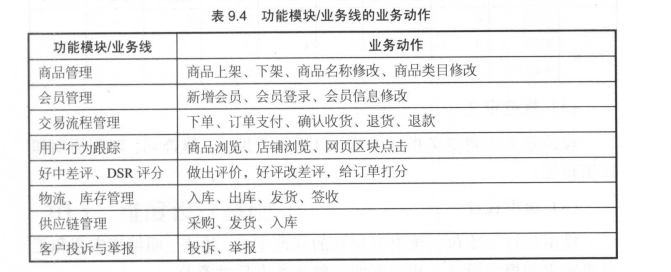 表 9.4 功能模块/业务线的业务动作
功能模块/业务线 业务动作
商品管理 商品上架、下架、商品名称修改、商品类目修改
会员管理 新增会员、会员登录、会员信息修改
交易流程管理 下单、订单支付、确认收货、退货、退款
用户行为跟踪 商品浏览、店铺浏览、网页区块点击
好中差评、DSR 评分 做出评价，好评改差评，给订单打分
物流、库存管理 入库、出库、发货、签收
供应链管理 采购、发货、入库
客户投诉与举报 投诉、举报